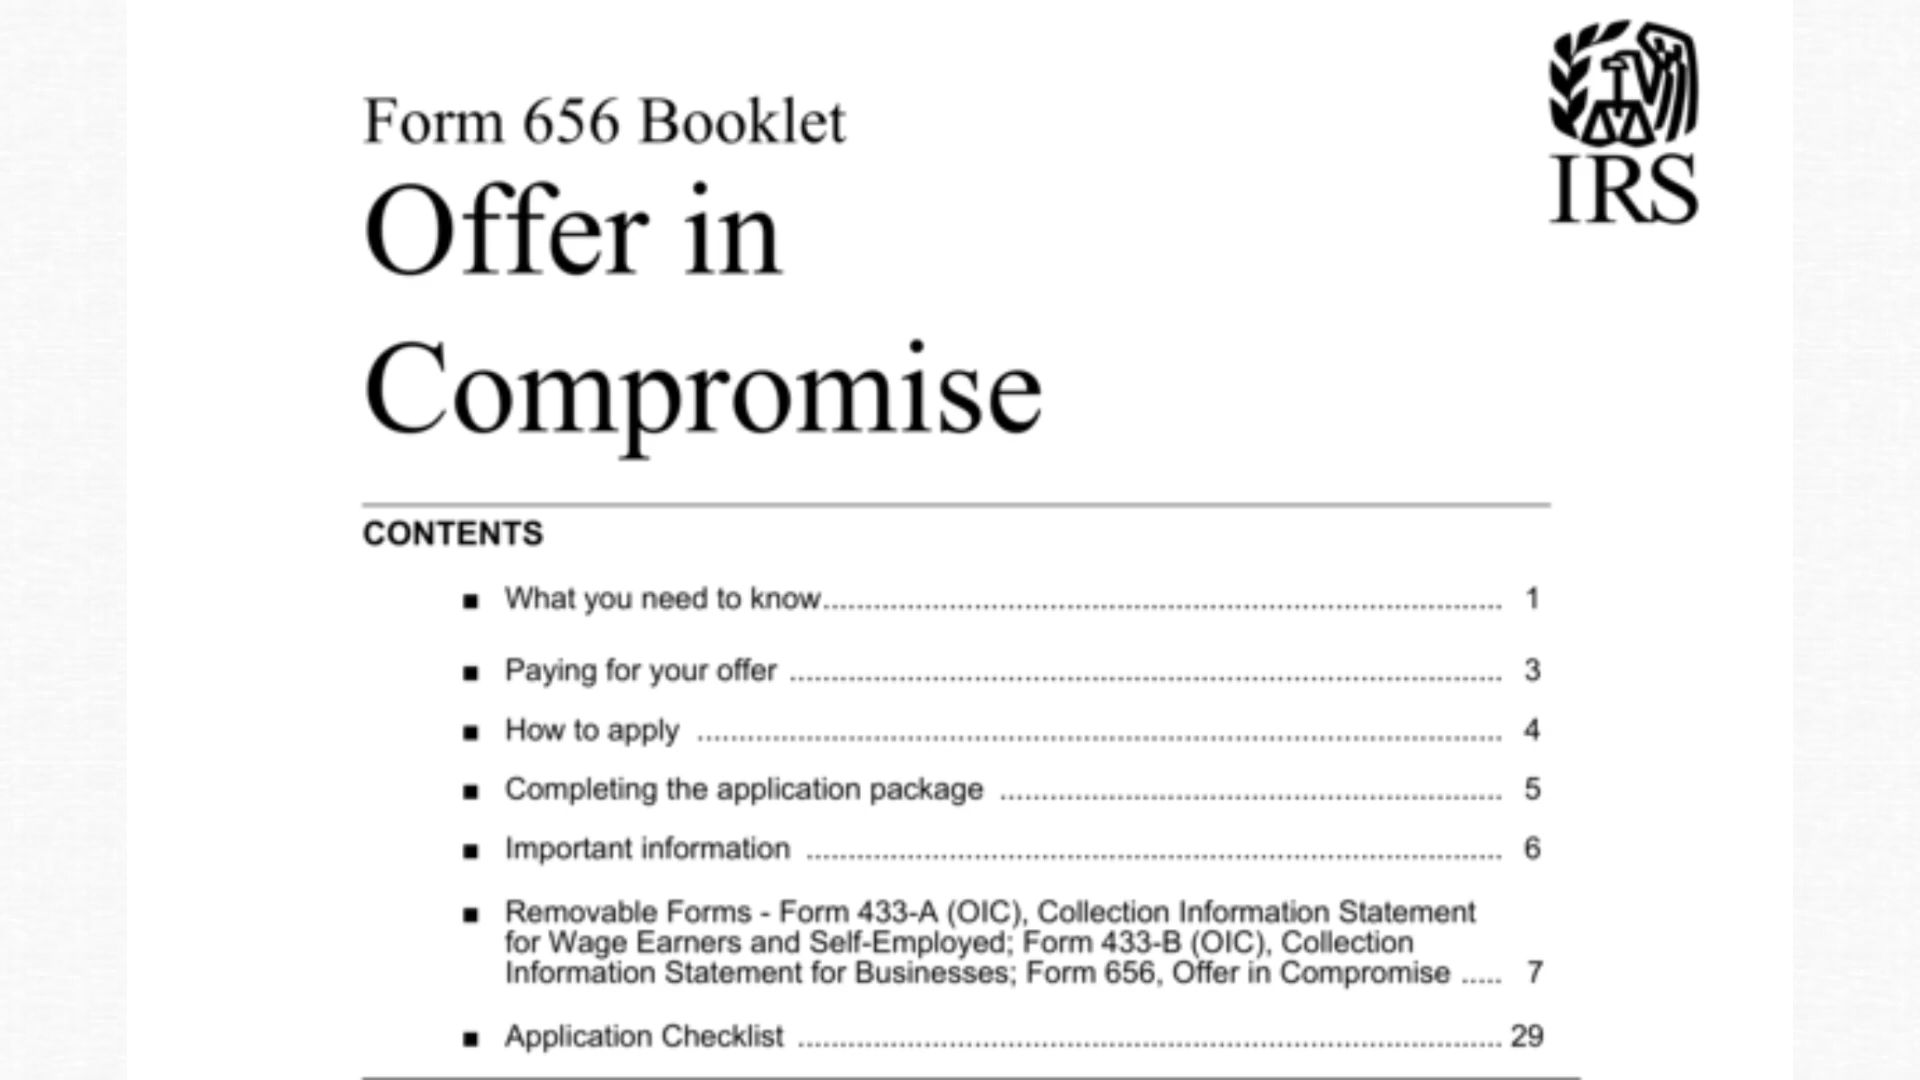 IRS
Form 656 Booklet
Offer in
Compromise
CONTENTS
■ What you need to know.................................................................................... 1
■ Paying for your offer ........................................................................................ 3
■ How to apply .................................................................................................... 4
■ Completing the application package .............................................................. 5
■ Important information ...................................................................................... 6
■ Removable Forms - Form 433-A (OIC), Collection Information Statement
for Wage Earners and Self-Employed; Form 433-B (OIC), Collection
Information Statement for Businesses; Form 656, Offer in Compromise ..... 7
■ Application Checklist ....................................................................................... 29